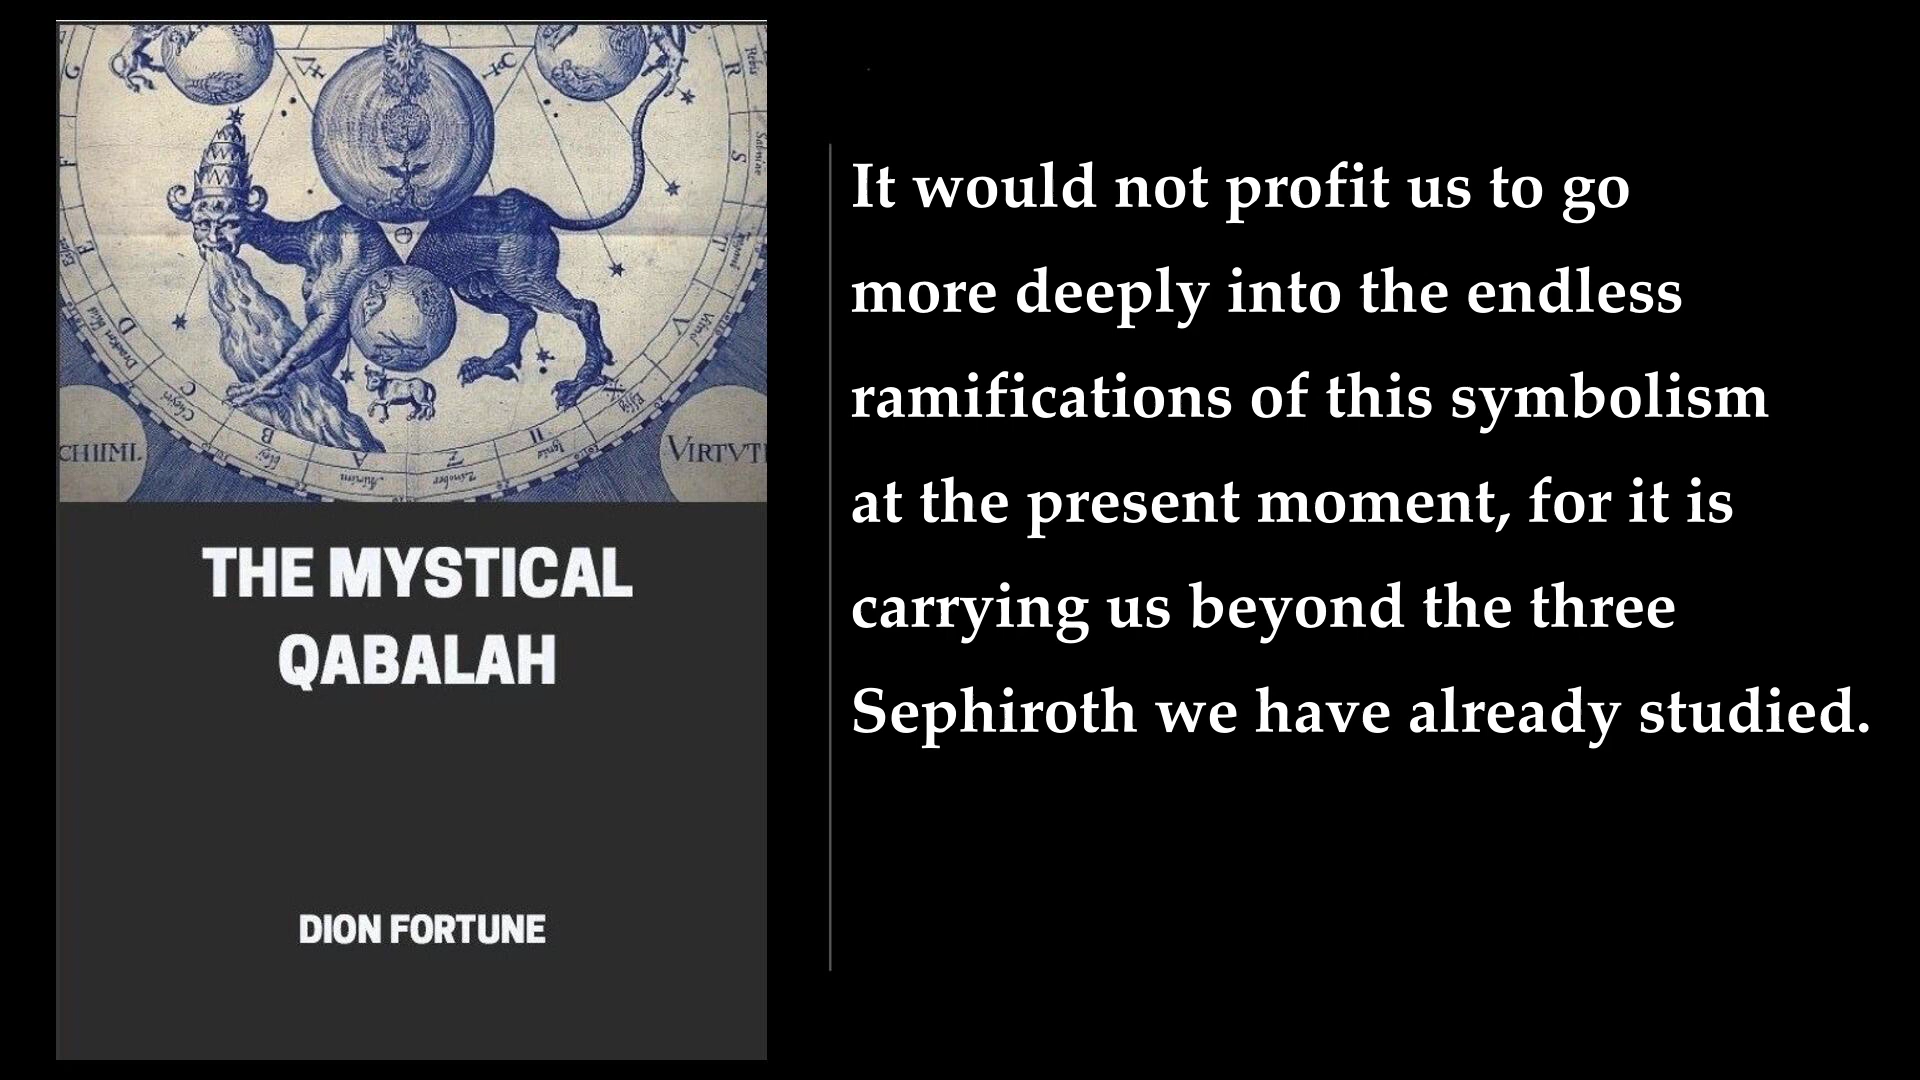 CHIIMI.
VIRTVT
THE MYSTICAL
QABALAH
DION FORTUNE
It would not profit us to go
more deeply into the endless
ramifications of this symbolism
at the present moment, for it is
carrying us beyond the three
Sephiroth we have already studied.